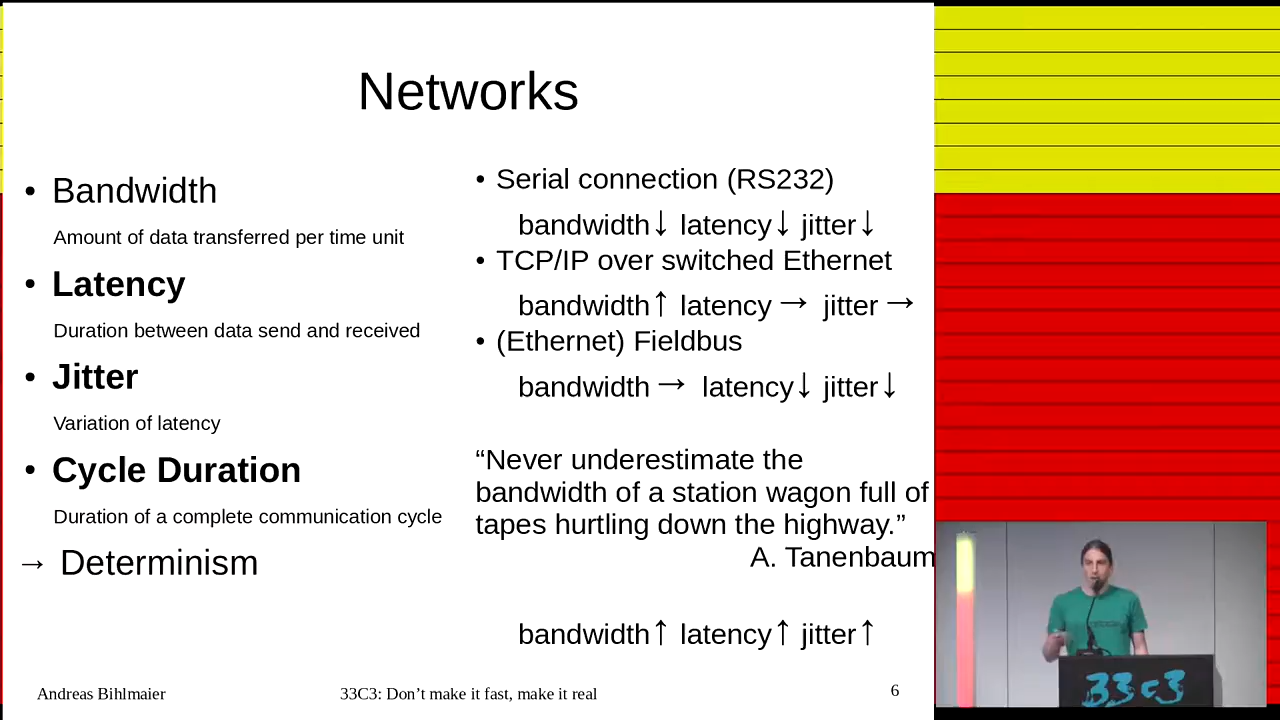 Networks
• Bandwidth
Amount of data transferred per time unit
• Latency
Duration between data send and received
• Jitter
Variation of latency
• Cycle Duration
Duration of a complete communication cycle
→ Determinism
• Serial connection (RS232)
bandwidth↓ latency↓ jitter↓
• TCP/IP over switched Ethernet
bandwidth↑ latency→ jitter→
• (Ethernet) Fieldbus
bandwidth→ latency↓ jitter↓
“Never underestimate the
bandwidth of a station wagon full of
tapes hurtling down the highway.”
A. Tanenbaum
bandwidth↑ latency↑ jitter↑
Andreas Bihlmaier
33C3: Don’t make it fast, make it real
6
33c3